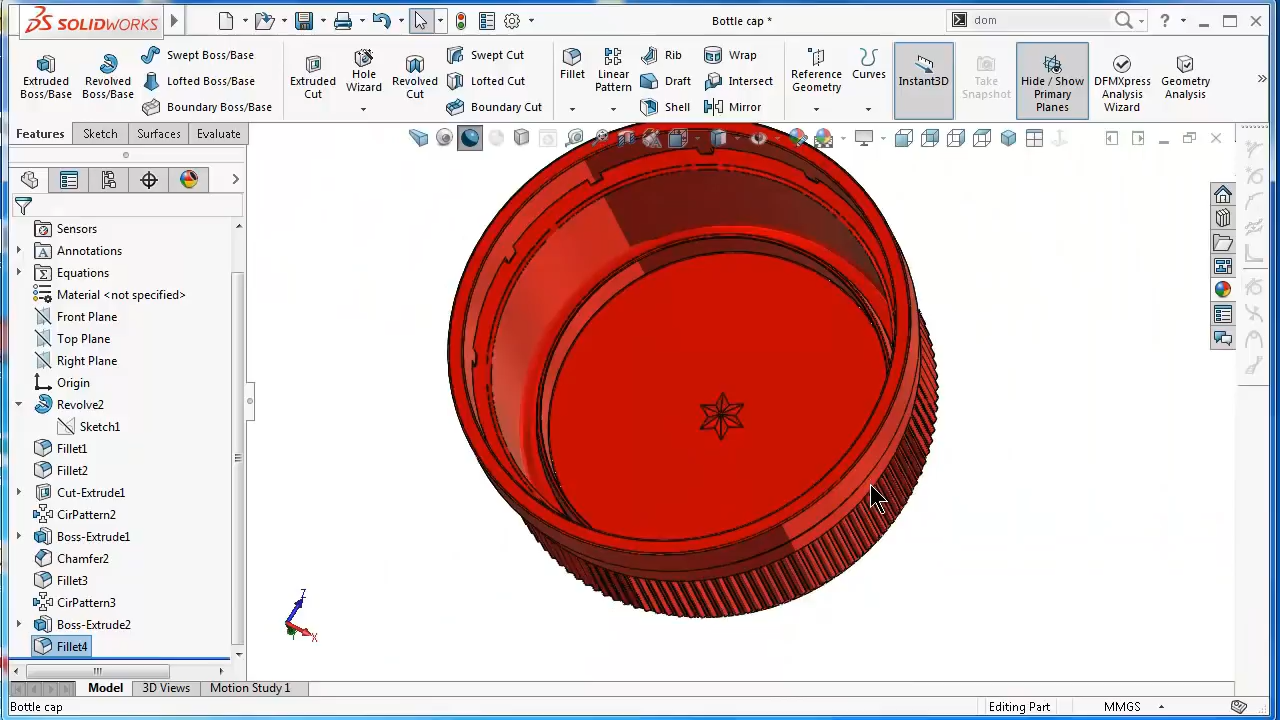 SOLIDWORKS
Bottle cap *
dom
?
Extruded Boss/Base
Revolved Boss/Base
Swept Boss/Base
Lofted Boss/Base
Boundary Boss/Base
Extruded Cut
Hole Wizard
Revolved Cut
Swept Cut
Lofted Cut
Boundary Cut
Fillet
Linear Pattern
Rib
Draft
Shell
Wrap
Intersect
Mirror
Reference Geometry
Curves
Instant3D
Take Snapshot
Hide / Show Primary Planes
DFMXpress Analysis Wizard
Geometry Analysis
Features
Sketch
Surfaces
Evaluate
Sensors
Annotations
Equations
Material <not specified>
Front Plane
Top Plane
Right Plane
Origin
Revolve2
Sketch1
Fillet1
Fillet2
Cut-Extrude1
CirPattern2
Boss-Extrude1
Chamfer2
Fillet3
CirPattern3
Boss-Extrude2
Fillet4
Z
X
Model
3D Views
Motion Study 1
Bottle cap
Editing Part
MMGS